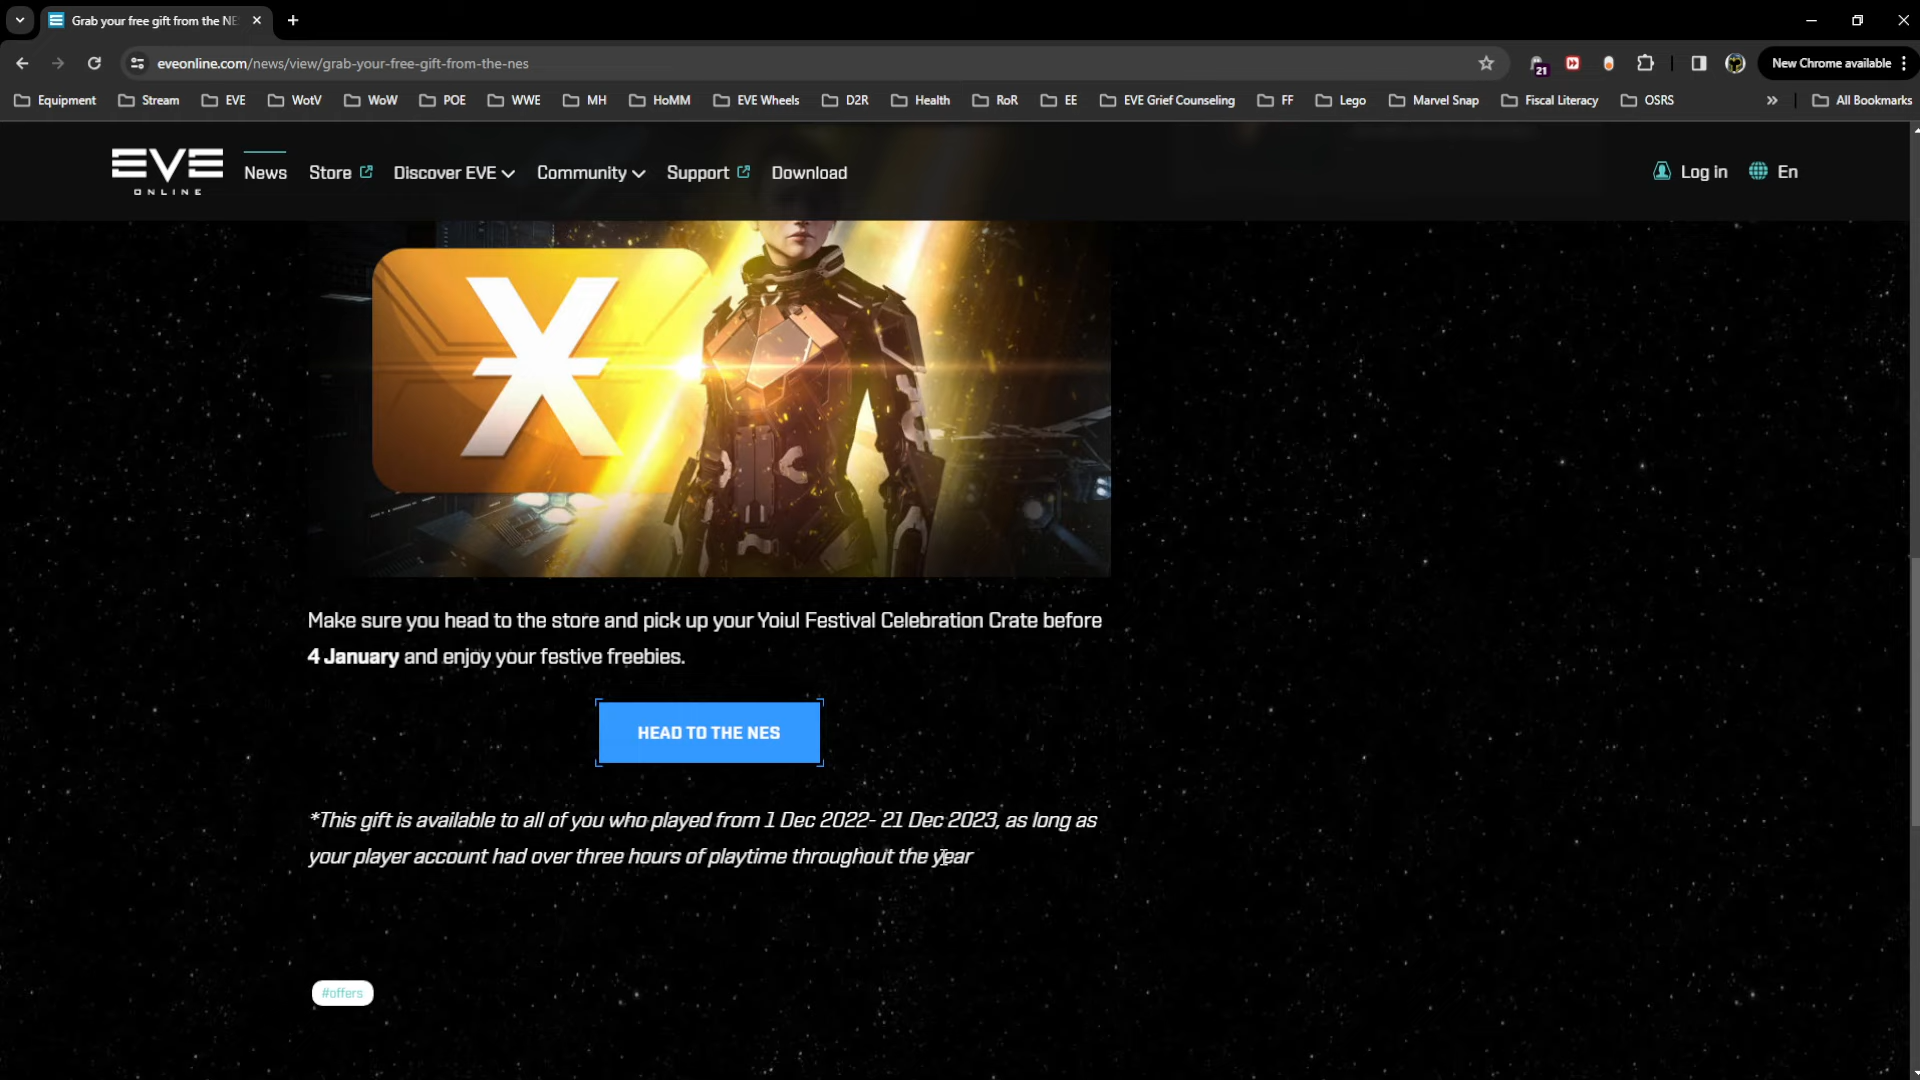 Grab your free gift from the NE
eveonline.com/news/view/grab-your-free-gift-from-the-nes
21
New Chrome available
Equipment
Stream
EVE
WotV
WoW
POE
WWE
MH
HoMM
EVE Wheels
D2R
Health
RoR
EE
EVE Grief Counseling
FF
Lego
Marvel Snap
Fiscal Literacy
OSRS
All Bookmarks
EVE
ONLINE
News
Store
Discover EVE
Community
Support
Download
Log in
En
Make sure you head to the store and pick up your Yoiul Festival Celebration Crate before
4 January and enjoy your festive freebies.
HEAD TO THE NES
*This gift is available to all of you who played from 1 Dec 2022- 21 Dec 2023, as long as
your player account had over three hours of playtime throughout the year
#offers